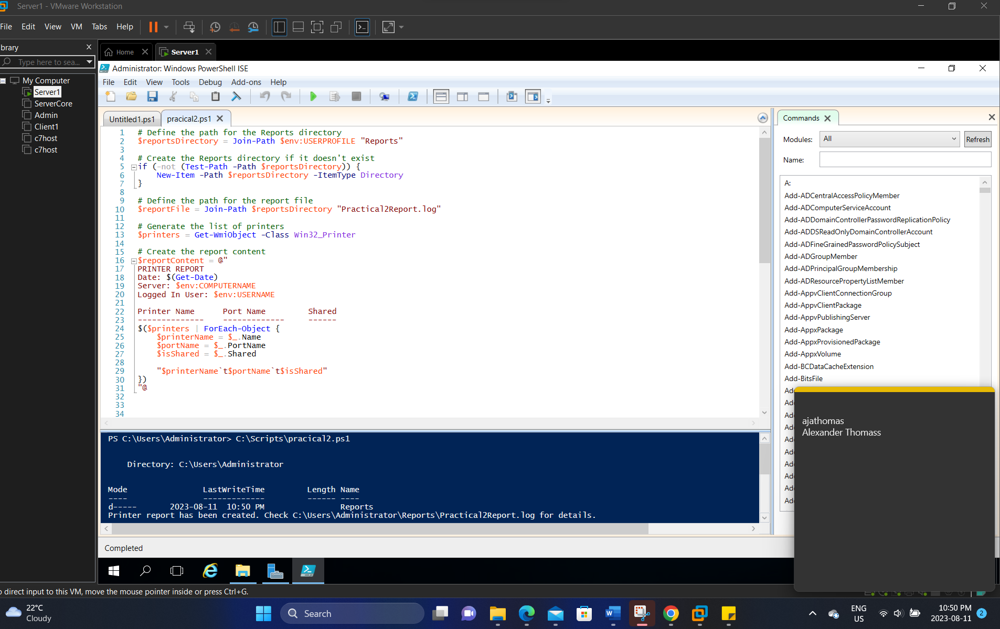 Server1 - VMware Workstation
File Edit View VM Tabs Help
brary
Type here to sea...
My Computer
Server1
ServerCore
Admin
Client1
c7host
c7host
Home Server1
Administrator: Windows PowerShell ISE
File Edit View Tools Debug Add-ons Help
Untitled1.ps1 pracical2.ps1
1 # Define the path for the Reports directory
2 $reportsDirectory = Join-Path $env:USERPROFILE "Reports"
3
4 # Create the Reports directory if it doesn't exist
5 if (-not (Test-Path -Path $reportsDirectory)) {
6 New-Item -Path $reportsDirectory -ItemType Directory
7 }
8
9 # Define the path for the report file
10 $reportFile = Join-Path $reportsDirectory "Practical2Report.log"
11
12 # Generate the list of printers
13 $printers = Get-WmiObject -Class Win32_Printer
14
15 # Create the report content
16 $reportContent = @"
17 PRINTER REPORT
18 Date: $(Get-Date)
19 Server: $env:COMPUTERNAME
20 Logged In User: $env:USERNAME
21
22 Printer Name Port Name Shared
23 -------------- ------------- ------
24 $($printers | ForEach-Object {
25 $printerName = $_.Name
26 $portName = $_.PortName
27 $isShared = $_.Shared
28
29 "$printerName`t$portName`t$isShared"
30 })
31 "@
32
33
34
PS C:\Users\Administrator> C:\Scripts\pracical2.ps1
Directory: C:\Users\Administrator
Mode LastWriteTime Length Name
---- ------------- ------ ----
d----- 2023-08-11 10:50 PM Reports
Printer report has been created. Check C:\Users\Administrator\Reports\Practical2Report.log for details.
Completed
Commands
Modules: All Refresh
Name:
A:
Add-ADCentralAccessPolicyMember
Add-ADComputerServiceAccount
Add-ADDomainControllerPasswordReplicationPolicy
Add-ADDSReadOnlyDomainControllerAccount
Add-ADFineGrainedPasswordPolicySubject
Add-ADGroupMember
Add-ADPrincipalGroupMembership
Add-ADResourcePropertyListMember
Add-AppvClientConnectionGroup
Add-AppvClientPackage
Add-AppvPublishingServer
Add-AppxPackage
Add-AppxProvisionedPackage
Add-AppxVolume
Add-BCDataCacheExtension
Add-BitsFile
Ad
Ad
Ad
Ad
Ad
Ad
Ad
Ad
Ad
Ad
ajathomas
Alexander Thomass
o direct input to this VM, move the mouse pointer inside or press Ctrl+G.
22°C
Cloudy
Search
ENG
US
10:50 PM
2023-08-11
2